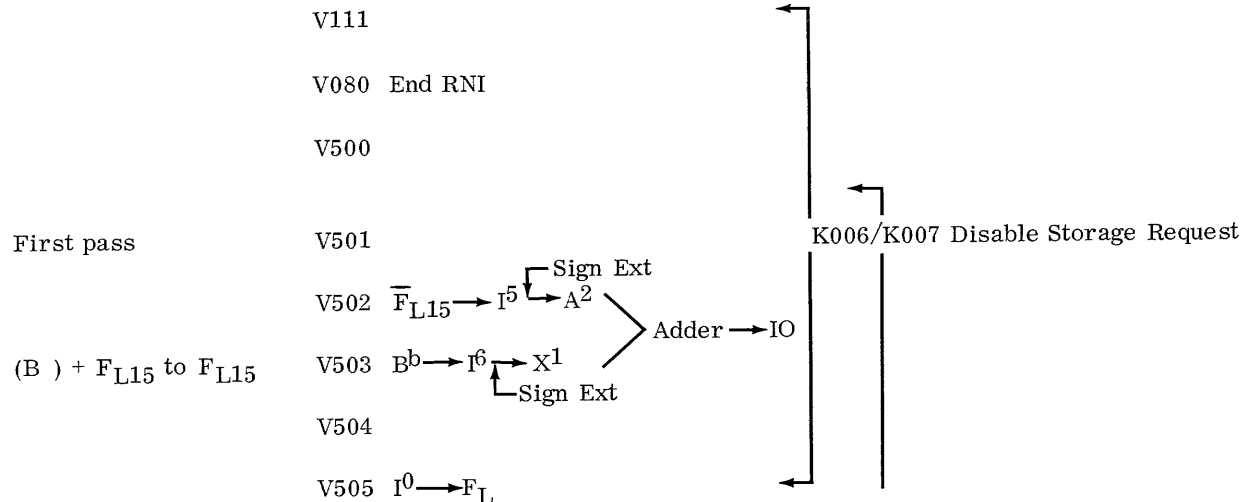 V111
V080 End RNI
V500
First pass V501 K006/K007 Disable Storage Request
Sign Ext
V502 F̅L15 → I5 → A2
Adder → IO
(B ) + FL15 to FL15 V503 Bb → I6 → X1
Sign Ext
V504
V505 I0 → FL